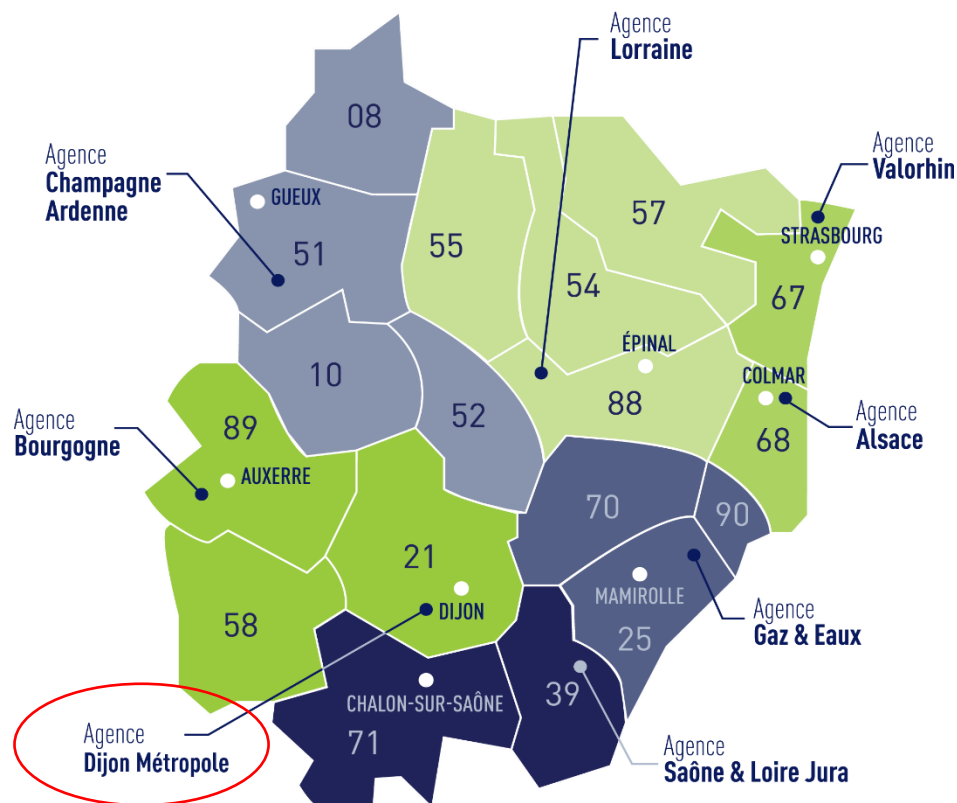 Agence
Lorraine
08
Agence
Valorhin
Agence
Champagne
Ardenne
GUEUX
57
STRASBOURG
51
55
54
67
ÉPINAL
10
COLMAR
88
52
Agence
Alsace
89
68
Agence
Bourgogne
AUXERRE
70
90
21
MAMIROLLE
DIJON
Agence
Gaz & Eaux
58
25
CHALON-SUR-SAÔNE
39
71
Agence
Dijon Métropole
Agence
Saône & Loire Jura